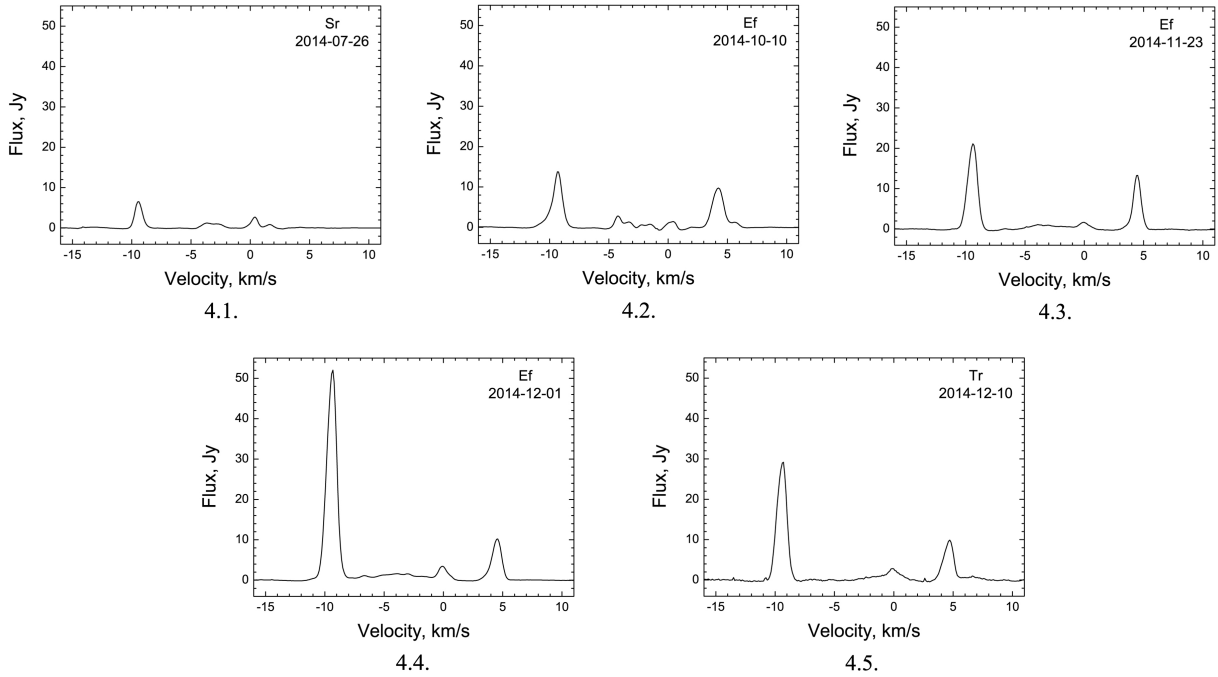 Sr
2014-07-26
50
40
30
20
10
0
Flux, Jy
-15 -10 -5 0 5 10
Velocity, km/s
4.1.
Ef
2014-10-10
50
40
30
20
10
0
Flux, Jy
-15 -10 -5 0 5 10
Velocity, km/s
4.2.
Ef
2014-11-23
50
40
30
20
10
0
Flux, Jy
-15 -10 -5 0 5 10
Velocity, km/s
4.3.
Ef
2014-12-01
50
40
30
20
10
0
Flux, Jy
-15 -10 -5 0 5 10
Velocity, km/s
4.4.
Tr
2014-12-10
50
40
30
20
10
0
Flux, Jy
-15 -10 -5 0 5 10
Velocity, km/s
4.5.